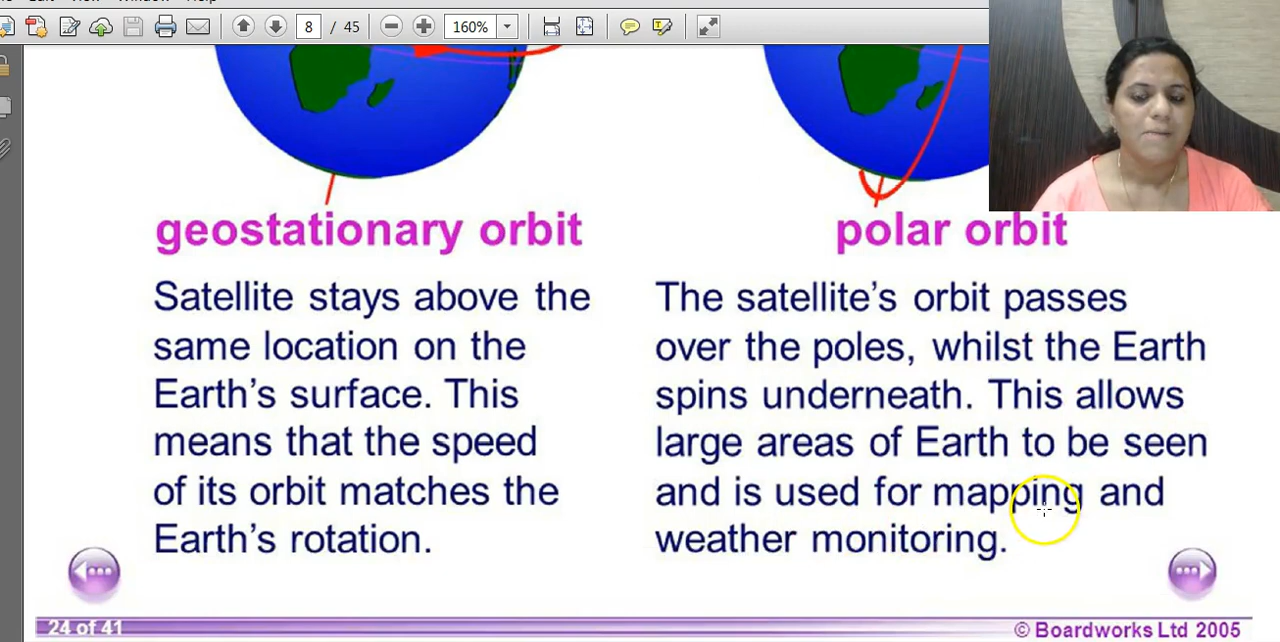 8 / 45
160%
geostationary orbit
Satellite stays above the
same location on the
Earth's surface. This
means that the speed
of its orbit matches the
Earth's rotation.
polar orbit
The satellite's orbit passes
over the poles, whilst the Earth
spins underneath. This allows
large areas of Earth to be seen
and is used for mapping and
weather monitoring.
24 of 41
© Boardworks Ltd 2005